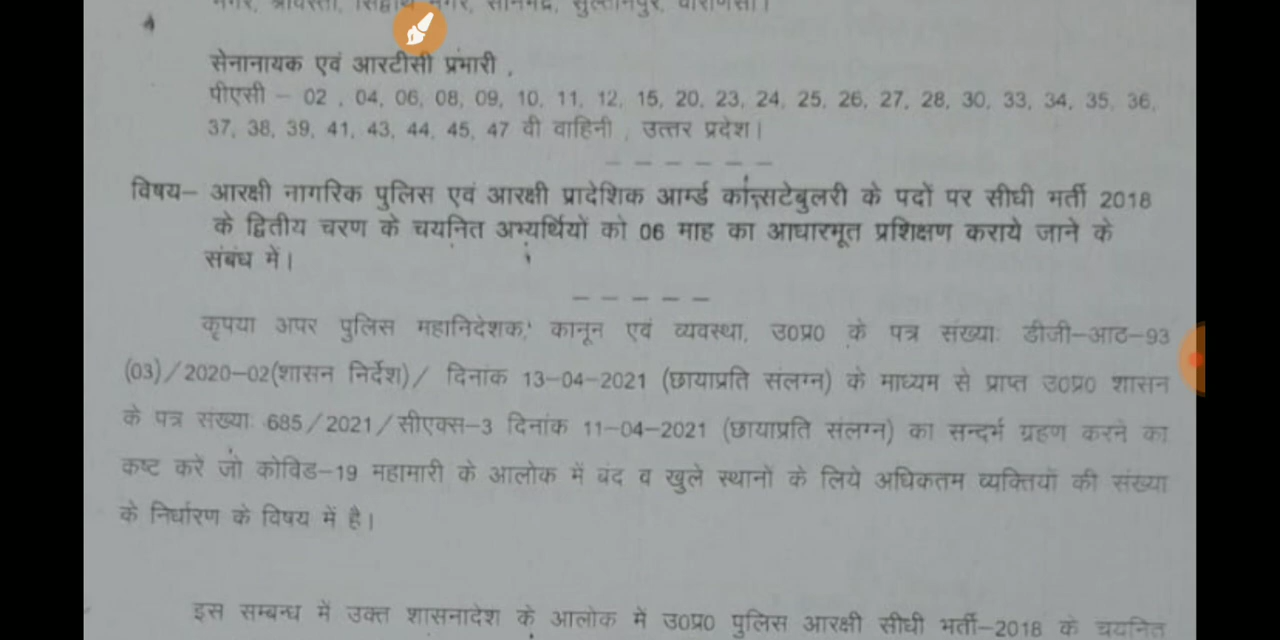 नगर, श्रावस्ती, सिद्धार्थ नगर, सोनभद्र, सुल्तानपुर, वाराणसी।
सेनानायक एवं आरटीसी प्रभारी ,
पीएसी – 02 , 04, 06, 08, 09, 10, 11, 12, 15, 20, 23, 24, 25, 26, 27, 28, 30, 33, 34, 35, 36,
37, 38, 39, 41, 43, 44, 45, 47 वी वाहिनी , उत्तर प्रदेश।
– – – – – –
विषय– आरक्षी नागरिक पुलिस एवं आरक्षी प्रादेशिक आर्म्ड कॉन्सटेबुलरी के पदों पर सीधी भर्ती 2018
के द्वितीय चरण के चयनित अभ्यर्थियों को 06 माह का आधारभूत प्रशिक्षण कराये जाने के
संबंध में।
– – – – –
कृपया अपर पुलिस महानिदेशक, कानून एवं व्यवस्था, उ0प्र0 के पत्र संख्याः डीजी–आठ–93
(03)/2020–02(शासन निर्देश)/ दिनांक 13–04–2021 (छायाप्रति संलग्न) के माध्यम से प्राप्त उ0प्र0 शासन
के पत्र संख्याः 685/2021/सीएक्स–3 दिनांक 11–04–2021 (छायाप्रति संलग्न) का सन्दर्भ ग्रहण करने का
कष्ट करें जो कोविड–19 महामारी के आलोक में बंद व खुले स्थानों के लिये अधिकतम व्यक्तियों की संख्या
के निर्धारण के विषय में है।
इस सम्बन्ध में उक्त शासनादेश के आलोक में उ0प्र0 पुलिस आरक्षी सीधी भर्ती–2018 के चयनित